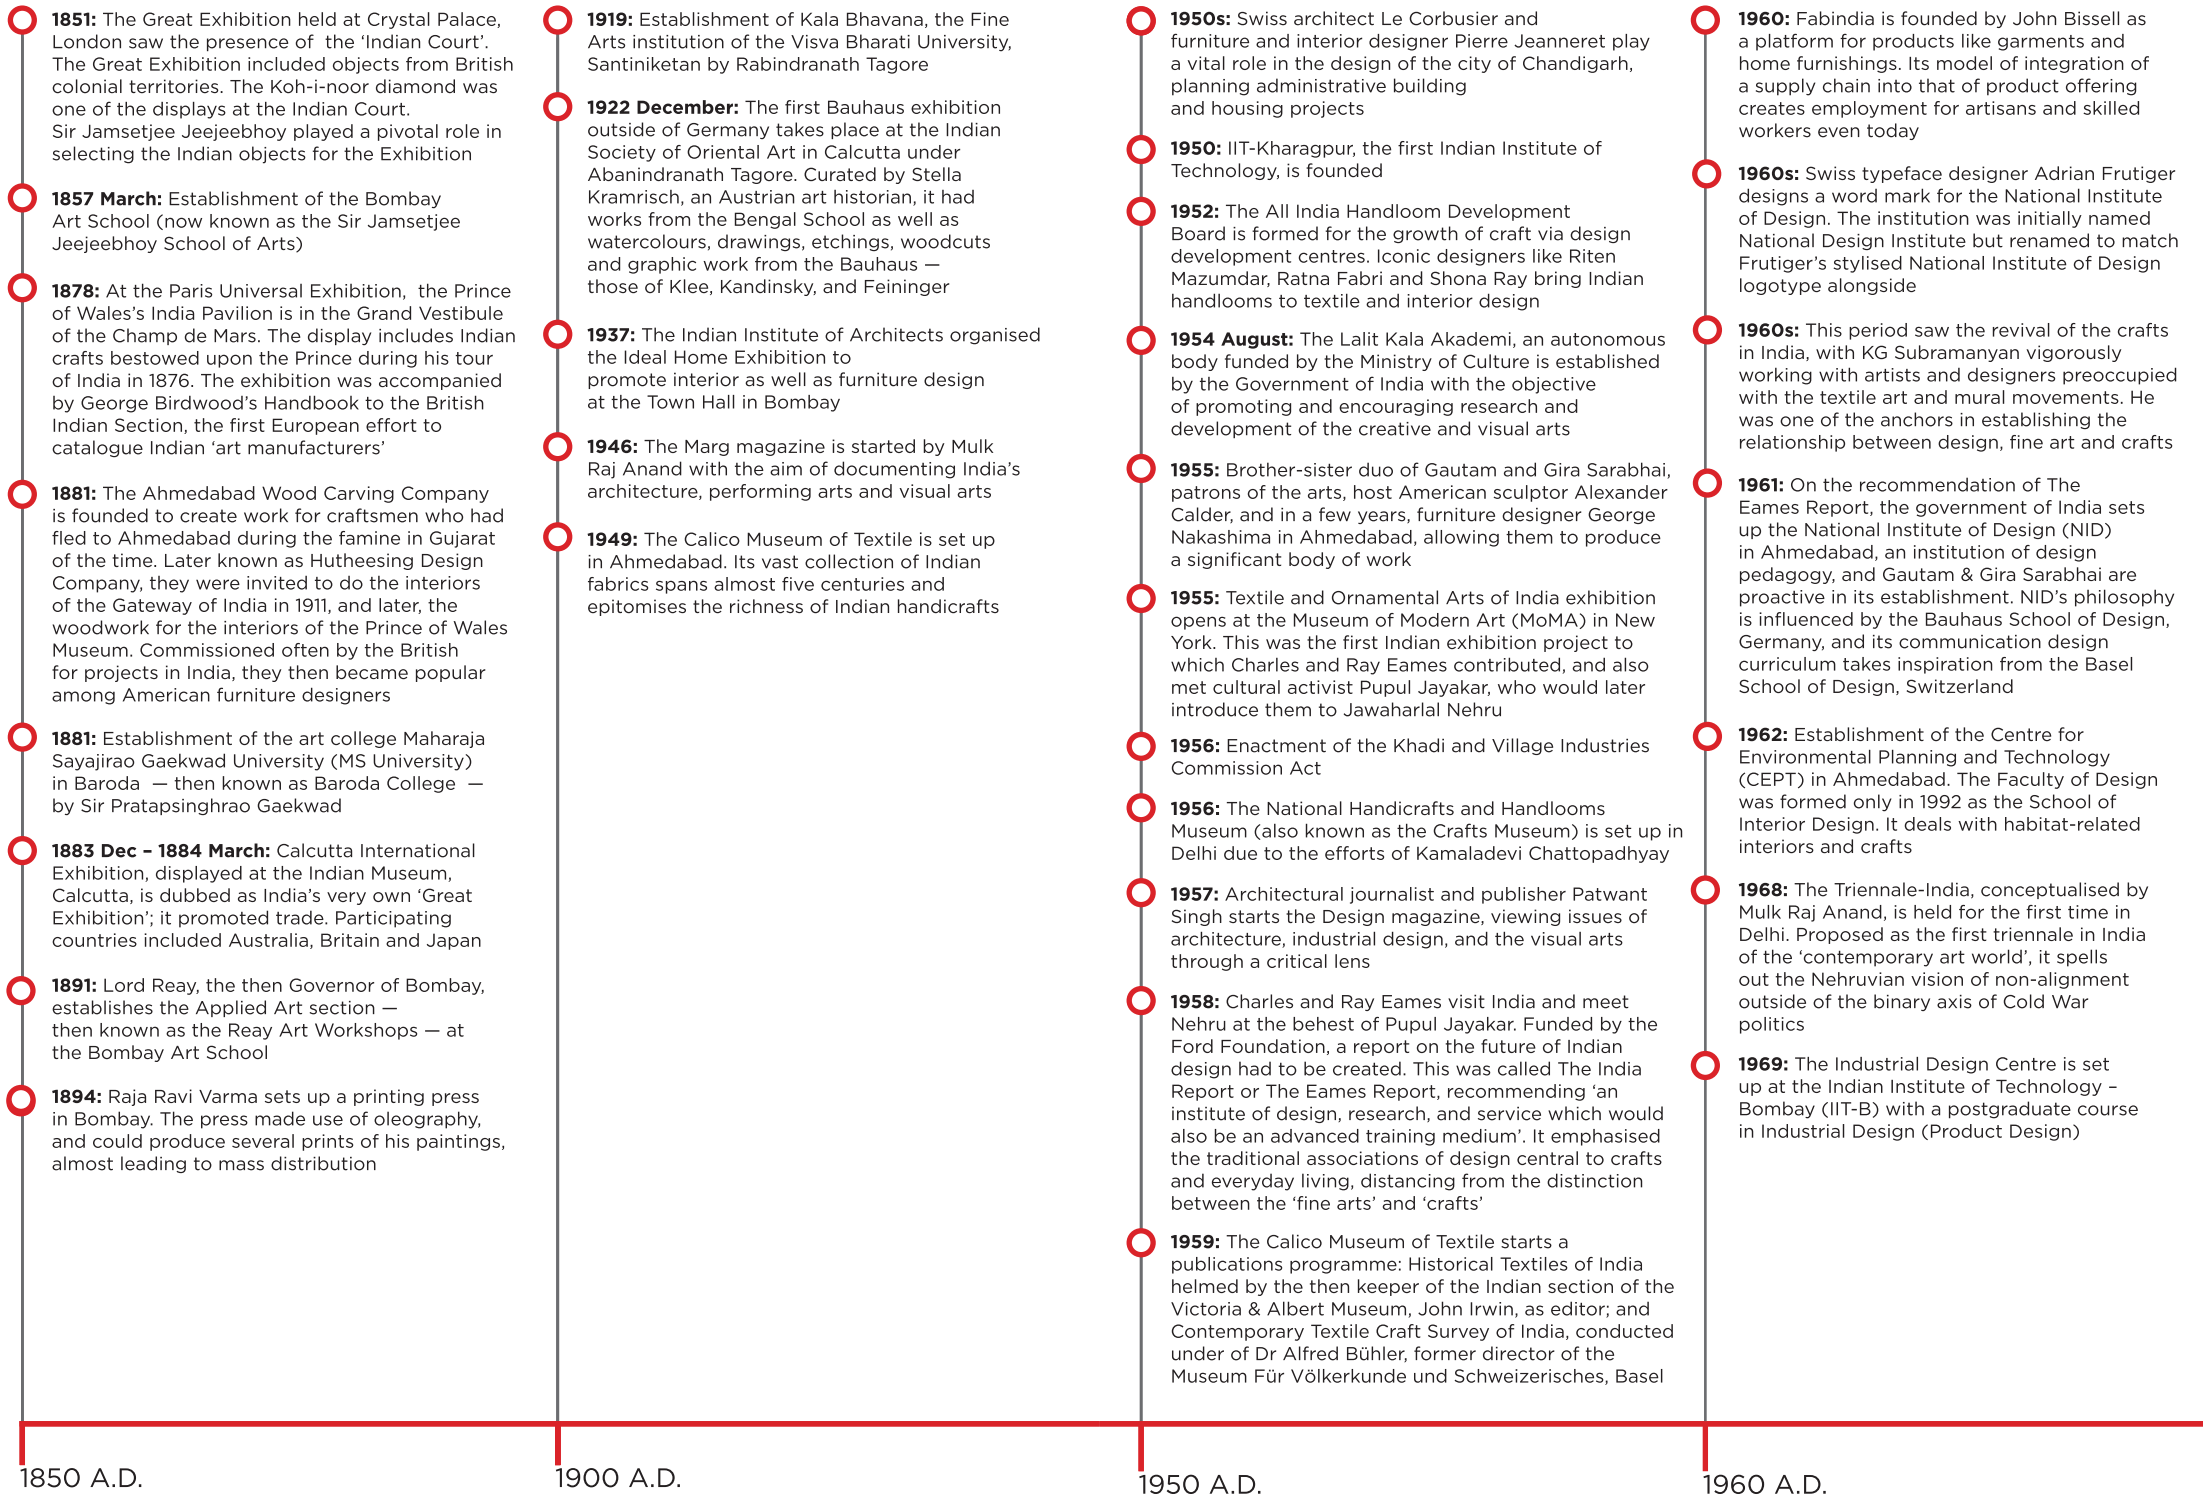 1851: The Great Exhibition held at Crystal Palace,
London saw the presence of the ‘Indian Court’.
The Great Exhibition included objects from British
colonial territories. The Koh-i-noor diamond was
one of the displays at the Indian Court.
Sir Jamsetjee Jeejeebhoy played a pivotal role in
selecting the Indian objects for the Exhibition
1857 March: Establishment of the Bombay
Art School (now known as the Sir Jamsetjee
Jeejeebhoy School of Arts)
1878: At the Paris Universal Exhibition, the Prince
of Wales’s India Pavilion is in the Grand Vestibule
of the Champ de Mars. The display includes Indian
crafts bestowed upon the Prince during his tour
of India in 1876. The exhibition was accompanied
by George Birdwood’s Handbook to the British
Indian Section, the first European effort to
catalogue Indian ‘art manufacturers’
1881: The Ahmedabad Wood Carving Company
is founded to create work for craftsmen who had
fled to Ahmedabad during the famine in Gujarat
of the time. Later known as Hutheesing Design
Company, they were invited to do the interiors
of the Gateway of India in 1911, and later, the
woodwork for the interiors of the Prince of Wales
Museum. Commissioned often by the British
for projects in India, they then became popular
among American furniture designers
1881: Establishment of the art college Maharaja
Sayajirao Gaekwad University (MS University)
in Baroda — then known as Baroda College —
by Sir Pratapsinghrao Gaekwad
1883 Dec – 1884 March: Calcutta International
Exhibition, displayed at the Indian Museum,
Calcutta, is dubbed as India’s very own ‘Great
Exhibition’; it promoted trade. Participating
countries included Australia, Britain and Japan
1891: Lord Reay, the then Governor of Bombay,
establishes the Applied Art section —
then known as the Reay Art Workshops — at
the Bombay Art School
1894: Raja Ravi Varma sets up a printing press
in Bombay. The press made use of oleography,
and could produce several prints of his paintings,
almost leading to mass distribution
1850 A.D.
1919: Establishment of Kala Bhavana, the Fine
Arts institution of the Visva Bharati University,
Santiniketan by Rabindranath Tagore
1922 December: The first Bauhaus exhibition
outside of Germany takes place at the Indian
Society of Oriental Art in Calcutta under
Abanindranath Tagore. Curated by Stella
Kramrisch, an Austrian art historian, it had
works from the Bengal School as well as
watercolours, drawings, etchings, woodcuts
and graphic work from the Bauhaus —
those of Klee, Kandinsky, and Feininger
1937: The Indian Institute of Architects organised
the Ideal Home Exhibition to
promote interior as well as furniture design
at the Town Hall in Bombay
1946: The Marg magazine is started by Mulk
Raj Anand with the aim of documenting India’s
architecture, performing arts and visual arts
1949: The Calico Museum of Textile is set up
in Ahmedabad. Its vast collection of Indian
fabrics spans almost five centuries and
epitomises the richness of Indian handicrafts
1900 A.D.
1950s: Swiss architect Le Corbusier and
furniture and interior designer Pierre Jeanneret play
a vital role in the design of the city of Chandigarh,
planning administrative building
and housing projects
1950: IIT-Kharagpur, the first Indian Institute of
Technology, is founded
1952: The All India Handloom Development
Board is formed for the growth of craft via design
development centres. Iconic designers like Riten
Mazumdar, Ratna Fabri and Shona Ray bring Indian
handlooms to textile and interior design
1954 August: The Lalit Kala Akademi, an autonomous
body funded by the Ministry of Culture is established
by the Government of India with the objective
of promoting and encouraging research and
development of the creative and visual arts
1955: Brother-sister duo of Gautam and Gira Sarabhai,
patrons of the arts, host American sculptor Alexander
Calder, and in a few years, furniture designer George
Nakashima in Ahmedabad, allowing them to produce
a significant body of work
1955: Textile and Ornamental Arts of India exhibition
opens at the Museum of Modern Art (MoMA) in New
York. This was the first Indian exhibition project to
which Charles and Ray Eames contributed, and also
met cultural activist Pupul Jayakar, who would later
introduce them to Jawaharlal Nehru
1956: Enactment of the Khadi and Village Industries
Commission Act
1956: The National Handicrafts and Handlooms
Museum (also known as the Crafts Museum) is set up in
Delhi due to the efforts of Kamaladevi Chattopadhyay
1957: Architectural journalist and publisher Patwant
Singh starts the Design magazine, viewing issues of
architecture, industrial design, and the visual arts
through a critical lens
1958: Charles and Ray Eames visit India and meet
Nehru at the behest of Pupul Jayakar. Funded by the
Ford Foundation, a report on the future of Indian
design had to be created. This was called The India
Report or The Eames Report, recommending ‘an
institute of design, research, and service which would
also be an advanced training medium’. It emphasised
the traditional associations of design central to crafts
and everyday living, distancing from the distinction
between the ‘fine arts’ and ‘crafts’
1959: The Calico Museum of Textile starts a
publications programme: Historical Textiles of India
helmed by the then keeper of the Indian section of the
Victoria & Albert Museum, John Irwin, as editor; and
Contemporary Textile Craft Survey of India, conducted
under of Dr Alfred Bühler, former director of the
Museum Für Völkerkunde und Schweizerisches, Basel
1950 A.D.
1960: Fabindia is founded by John Bissell as
a platform for products like garments and
home furnishings. Its model of integration of
a supply chain into that of product offering
creates employment for artisans and skilled
workers even today
1960s: Swiss typeface designer Adrian Frutiger
designs a word mark for the National Institute
of Design. The institution was initially named
National Design Institute but renamed to match
Frutiger’s stylised National Institute of Design
logotype alongside
1960s: This period saw the revival of the crafts
in India, with KG Subramanyan vigorously
working with artists and designers preoccupied
with the textile art and mural movements. He
was one of the anchors in establishing the
relationship between design, fine art and crafts
1961: On the recommendation of The
Eames Report, the government of India sets
up the National Institute of Design (NID)
in Ahmedabad, an institution of design
pedagogy, and Gautam & Gira Sarabhai are
proactive in its establishment. NID’s philosophy
is influenced by the Bauhaus School of Design,
Germany, and its communication design
curriculum takes inspiration from the Basel
School of Design, Switzerland
1962: Establishment of the Centre for
Environmental Planning and Technology
(CEPT) in Ahmedabad. The Faculty of Design
was formed only in 1992 as the School of
Interior Design. It deals with habitat-related
interiors and crafts
1968: The Triennale-India, conceptualised by
Mulk Raj Anand, is held for the first time in
Delhi. Proposed as the first triennale in India
of the ‘contemporary art world’, it spells
out the Nehruvian vision of non-alignment
outside of the binary axis of Cold War
politics
1969: The Industrial Design Centre is set
up at the Indian Institute of Technology –
Bombay (IIT-B) with a postgraduate course
in Industrial Design (Product Design)
1960 A.D.